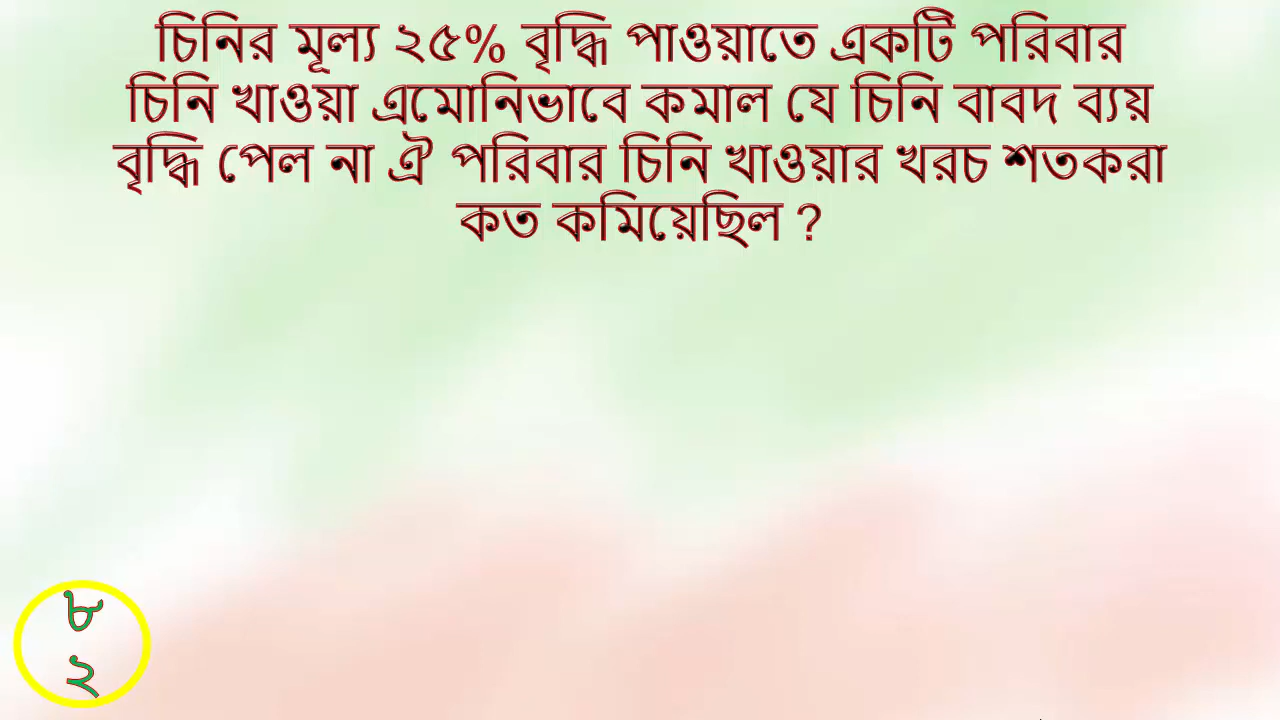 চিনির মূল্য ২৫% বৃদ্ধি পাওয়াতে একটি পরিবার
চিনি খাওয়া এমোনিভাবে কমাল যে চিনি বাবদ ব্যয়
বৃদ্ধি পেল না ঐ পরিবার চিনি খাওয়ার খরচ শতকরা
কত কমিয়েছিল ?
৮
২